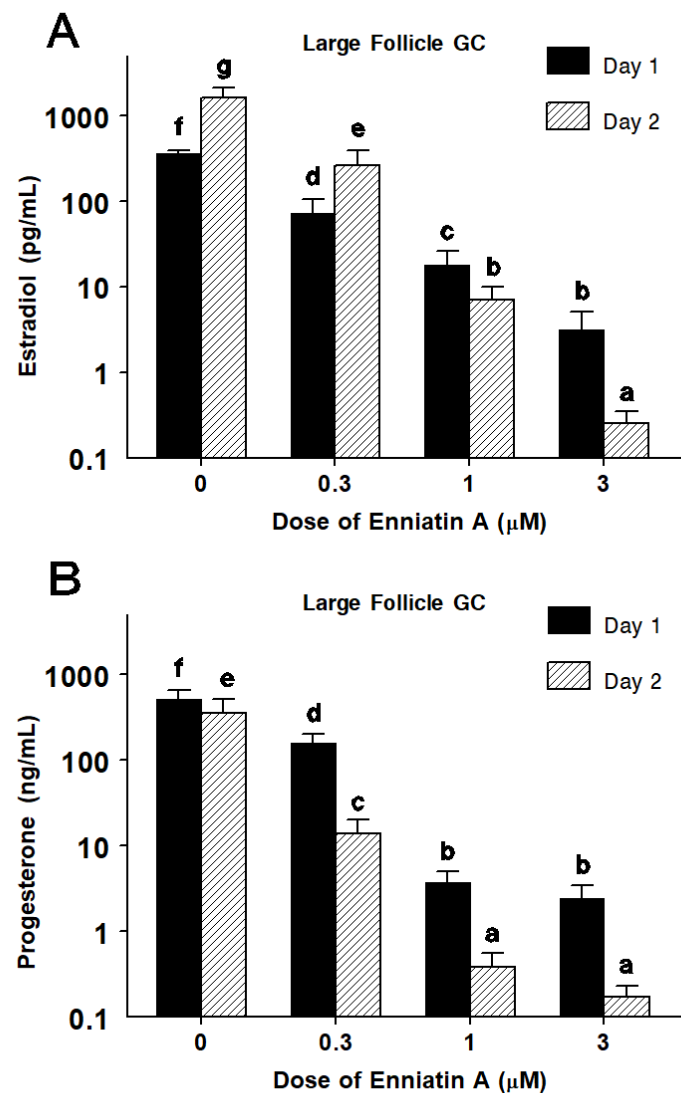 A
Large Follicle GC
Day 1
Day 2
Estradiol (pg/mL)
1000
100
10
1
0.1
f
g
d
e
c
b
b
a
0
0.3
1
3
Dose of Enniatin A (μM)
B
Large Follicle GC
Day 1
Day 2
Progesterone (ng/mL)
1000
100
10
1
0.1
f
e
d
c
b
a
b
a
0
0.3
1
3
Dose of Enniatin A (μM)